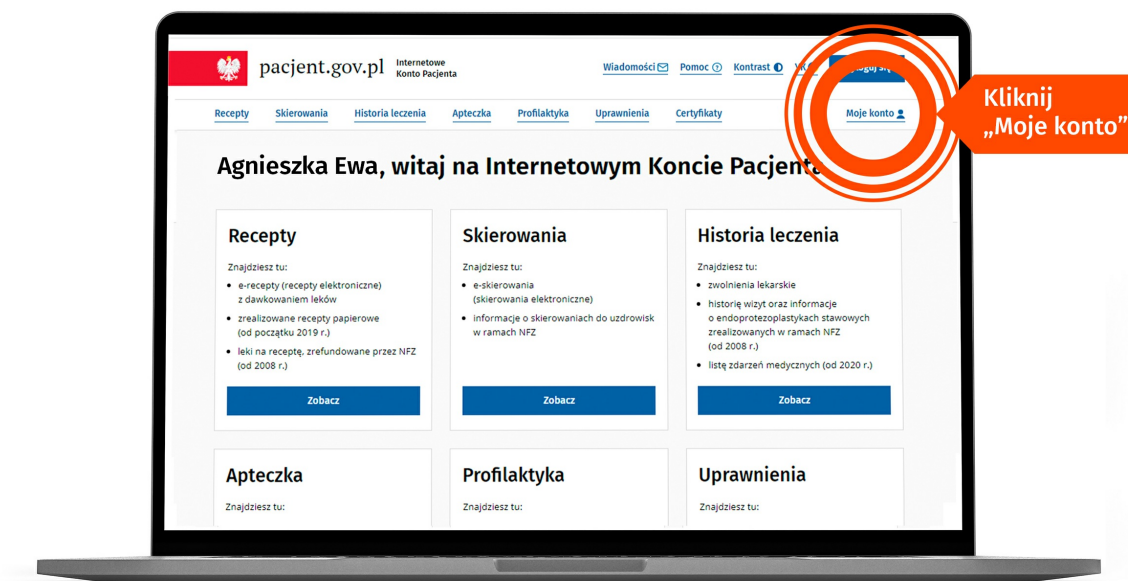 pacjent.gov.pl
Internetowe
Konto Pacjenta
Wiadomości
Pomoc
Kontrast
Recepty
Skierowania
Historia leczenia
Apteczka
Profilaktyka
Uprawnienia
Certyfikaty
Moje konto
Kliknij
„Moje konto”
Agnieszka Ewa, witaj na Internetowym Koncie Pacjenta
Recepty
Znajdziesz tu:
• e-recepty (recepty elektroniczne)
z dawkowaniem leków
• zrealizowane recepty papierowe
(od początku 2019 r.)
• leki na receptę, zrefundowane przez NFZ
(od 2008 r.)
Zobacz
Skierowania
Znajdziesz tu:
• e-skierowania
(skierowania elektroniczne)
• informacje o skierowaniach do uzdrowisk
w ramach NFZ
Zobacz
Historia leczenia
Znajdziesz tu:
• zwolnienia lekarskie
• historię wizyt oraz informacje
o endoprotezoplastykach stawowych
zrealizowanych w ramach NFZ
(od 2008 r.)
• listę zdarzeń medycznych (od 2020 r.)
Zobacz
Apteczka
Znajdziesz tu:
Profilaktyka
Znajdziesz tu:
Uprawnienia
Znajdziesz tu: